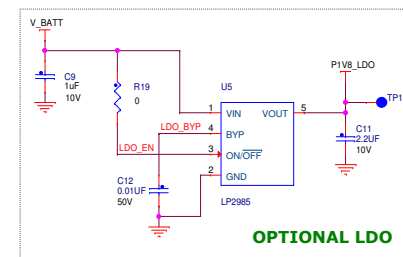 V_BATT
C9
1uF
10V
R19
0
U5
P1V8_LDO
TP1
1 VIN VOUT 5
LDO_BYP 4 BYP
LDO_EN 3 ON/OFF
2 GND
C11
2.2UF
10V
C12
0.01UF
50V
LP2985
OPTIONAL LDO